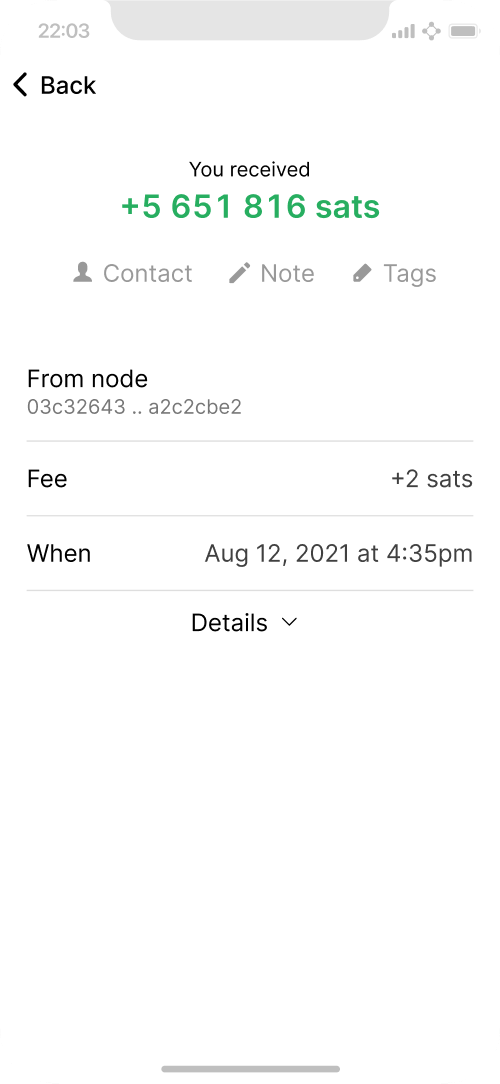 22:03
Back
You received
+5 651 816 sats
Contact Note Tags
From node
03c32643 .. a2c2cbe2
Fee +2 sats
When Aug 12, 2021 at 4:35pm
Details